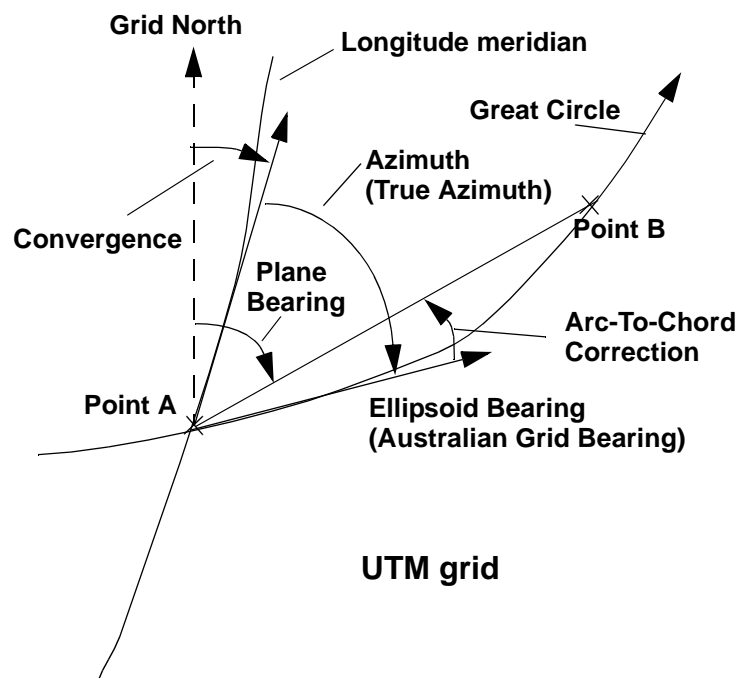 Grid North
Longitude meridian
Great Circle
Azimuth
(True Azimuth)
Convergence
Point B
Plane
Bearing
Arc-To-Chord
Correction
Point A
Ellipsoid Bearing
(Australian Grid Bearing)
UTM grid